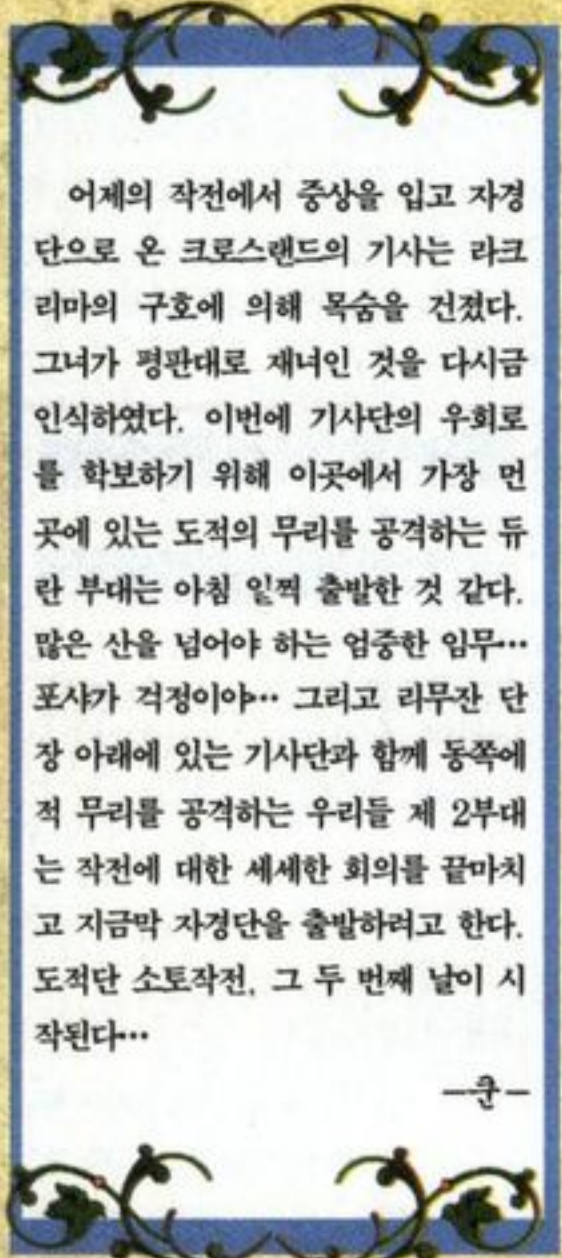 어제의 작전에서 중상을 입고 자경
단으로 온 크로스랜드의 기사는 라크
리마의 구호에 의해 목숨을 건졌다.
그녀가 평판대로 재녀인 것을 다시금
인식하였다. 이번에 기사단의 우회로
를 확보하기 위해 이곳에서 가장 먼
곳에 있는 도적의 무리를 공격하는 듀
란 부대는 아침 일찍 출발한 것 같다.
많은 산을 넘어야 하는 엄중한 임무…
포사가 걱정이야… 그리고 리무잔 단
장 아래에 있는 기사단과 함께 동쪽에
적 무리를 공격하는 우리들 제 2부대
는 작전에 대한 세세한 회의를 끝마치
고 지금막 자경단을 출발하려고 한다.
도적단 소토작전, 그 두 번째 날이 시
작된다…
—쿤—